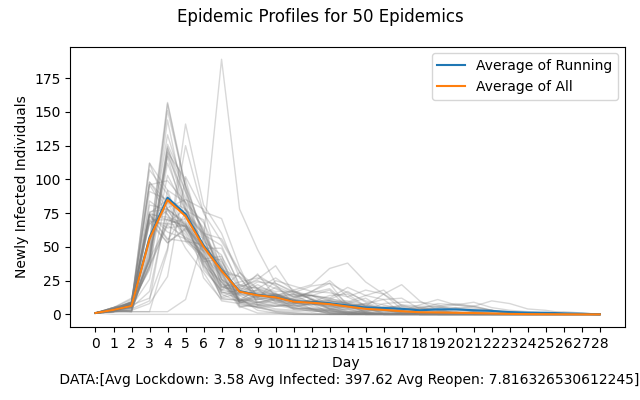 Epidemic Profiles for 50 Epidemics
Average of Running
Average of All
Newly Infected Individuals
175
150
125
100
75
50
25
0
0 1 2 3 4 5 6 7 8 9 10 11 12 13 14 15 16 17 18 19 20 21 22 23 24 25 26 27 28
Day
DATA:[Avg Lockdown: 3.58 Avg Infected: 397.62 Avg Reopen: 7.816326530612245]